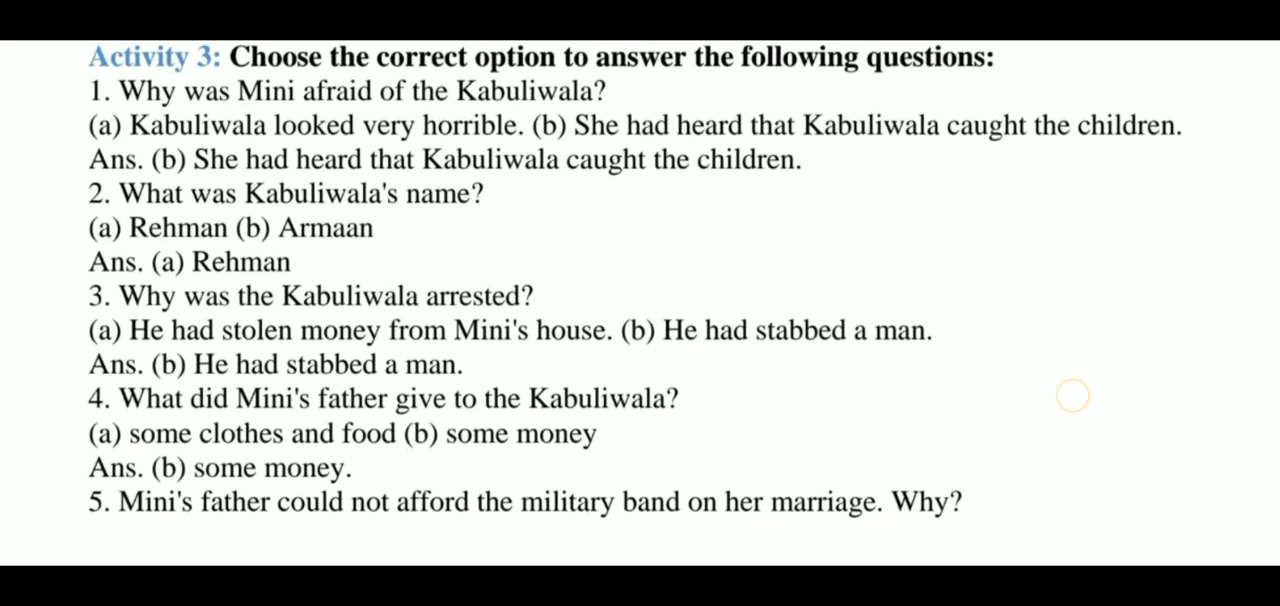 Activity 3: Choose the correct option to answer the following questions:
1. Why was Mini afraid of the Kabuliwala?
(a) Kabuliwala looked very horrible. (b) She had heard that Kabuliwala caught the children.
Ans. (b) She had heard that Kabuliwala caught the children.
2. What was Kabuliwala's name?
(a) Rehman (b) Armaan
Ans. (a) Rehman
3. Why was the Kabuliwala arrested?
(a) He had stolen money from Mini's house. (b) He had stabbed a man.
Ans. (b) He had stabbed a man.
4. What did Mini's father give to the Kabuliwala?
(a) some clothes and food (b) some money
Ans. (b) some money.
5. Mini's father could not afford the military band on her marriage. Why?